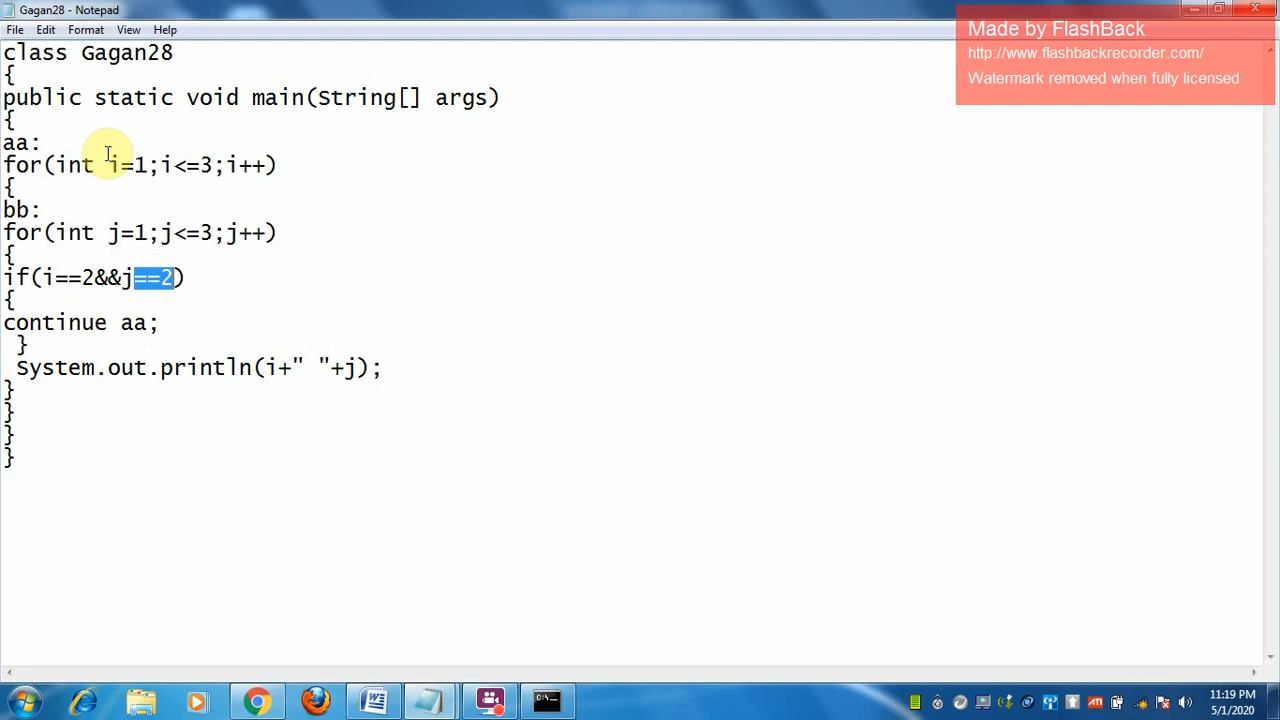 Gagan28 - Notepad
File Edit Format View Help
Made by FlashBack
http://www.flashbackrecorder.com/
Watermark removed when fully licensed
class Gagan28
{
public static void main(String[] args)
{
aa:
for(int i=1;i<=3;i++)
{
bb:
for(int j=1;j<=3;j++)
{
if(i==2&&j==2)
{
continue aa;
}
System.out.println(i+" "+j);
}
}
}
}
11:19 PM
5/1/2020